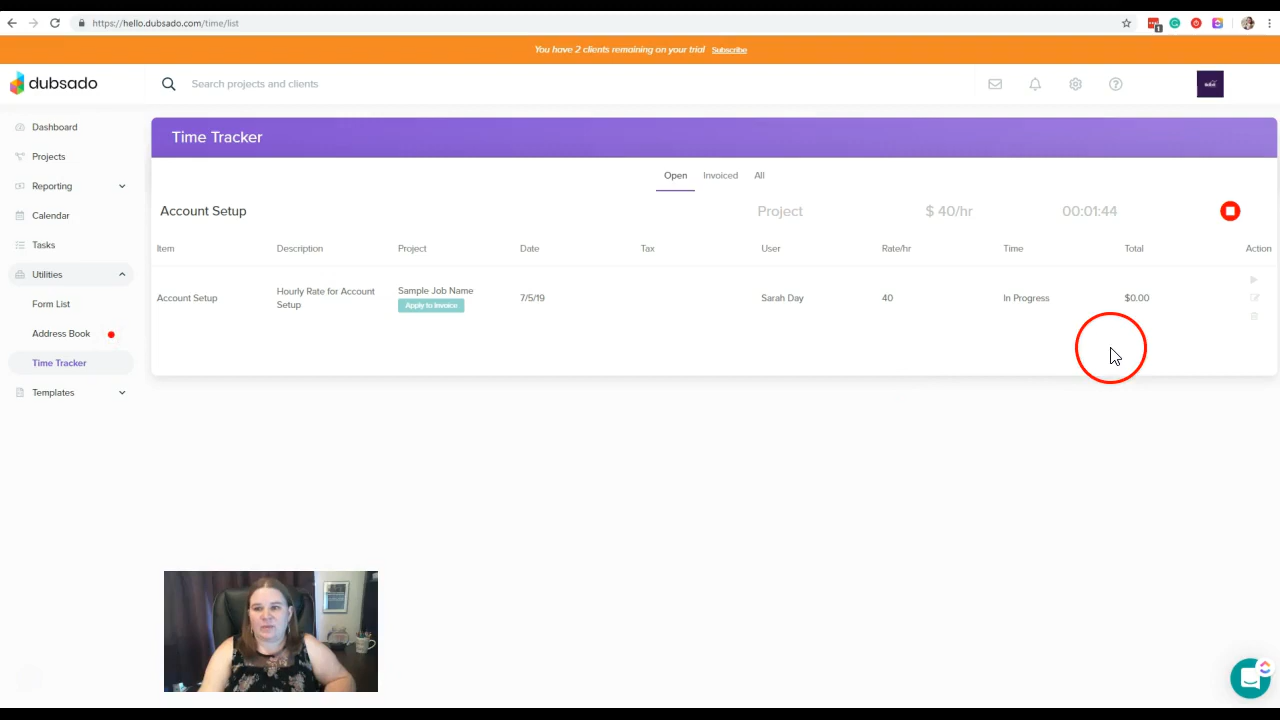 https://hello.dubsado.com/time/list
1
You have 2 clients remaining on your trial Subscribe
dubsado
Search projects and clients
Dashboard
Projects
Reporting
Calendar
Tasks
Utilities
Form List
Address Book
Time Tracker
Templates
Time Tracker
Open Invoiced All
Account Setup Project $ 40/hr 00:01:44
Item Description Project Date Tax User Rate/hr Time Total Action
Account Setup Hourly Rate for Account Setup Sample Job Name Apply to Invoice 7/5/19 Sarah Day 40 In Progress $0.00